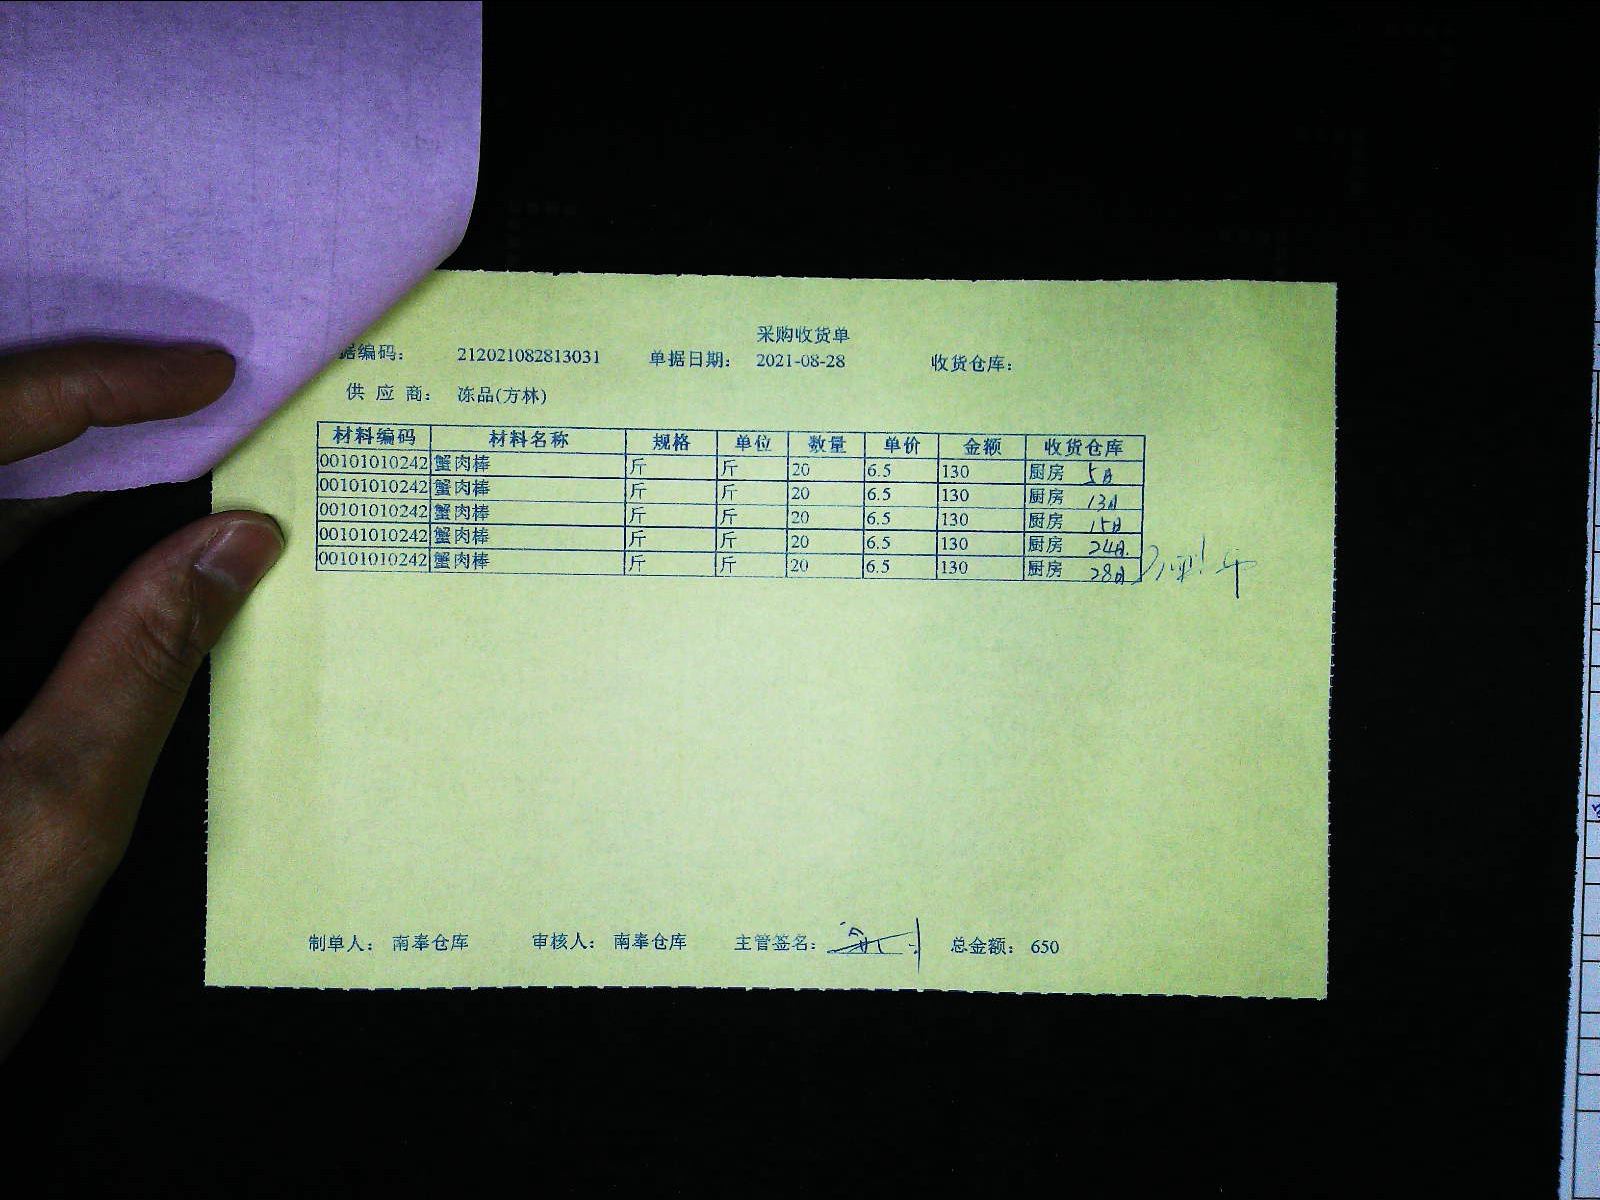 采购收货单
据编码： 212021082813031 单据日期： 2021-08-28 收货仓库：
供 应 商： 冻品(方林)
材料编码 材料名称 规格 单位 数量 单价 金额 收货仓库
00101010242 蟹肉棒 斤 斤 20 6.5 130 厨房 5日
00101010242 蟹肉棒 斤 斤 20 6.5 130 厨房 13日
00101010242 蟹肉棒 斤 斤 20 6.5 130 厨房 15日
00101010242 蟹肉棒 斤 斤 20 6.5 130 厨房 24日
00101010242 蟹肉棒 斤 斤 20 6.5 130 厨房 28日
制单人： 南奉仓库 审核人： 南奉仓库 主管签名： 总金额： 650